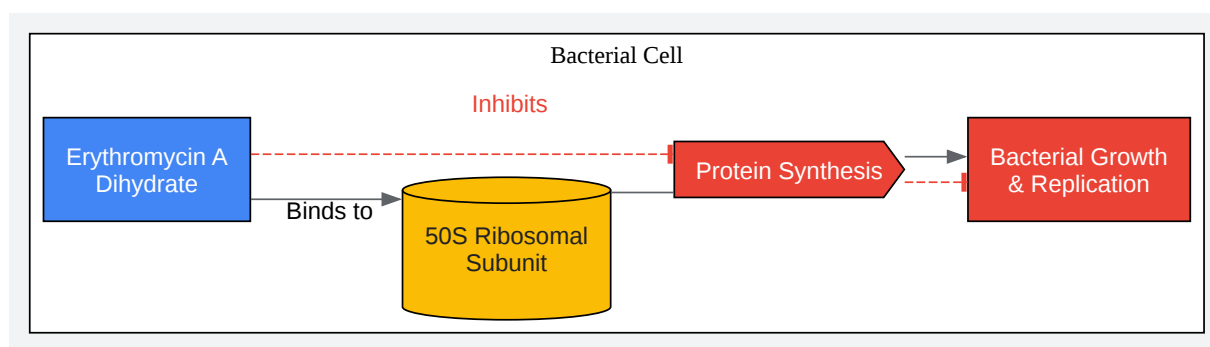 Bacterial Cell
Inhibits
Erythromycin A
Dihydrate
Binds to
50S Ribosomal
Subunit
Protein Synthesis
Bacterial Growth
& Replication